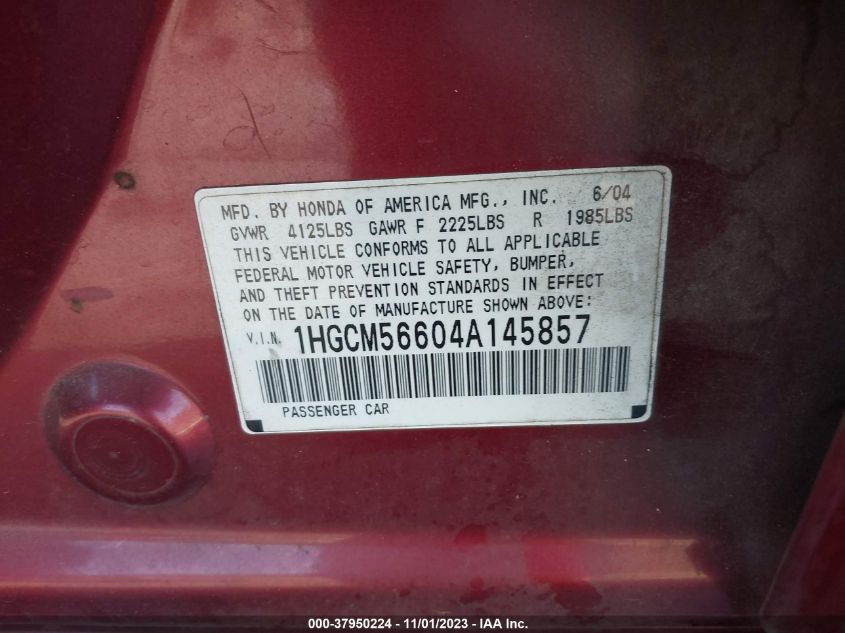 MFD. BY HONDA OF AMERICA MFG., INC. 6/04
GVWR 4125LBS GAWR F 2225LBS R 1985LBS
THIS VEHICLE CONFORMS TO ALL APPLICABLE
FEDERAL MOTOR VEHICLE SAFETY, BUMPER,
AND THEFT PREVENTION STANDARDS IN EFFECT
ON THE DATE OF MANUFACTURE SHOWN ABOVE:
V.I.N. 1HGCM56604A145857
PASSENGER CAR
000-37950224 - 11/01/2023 - IAA Inc.